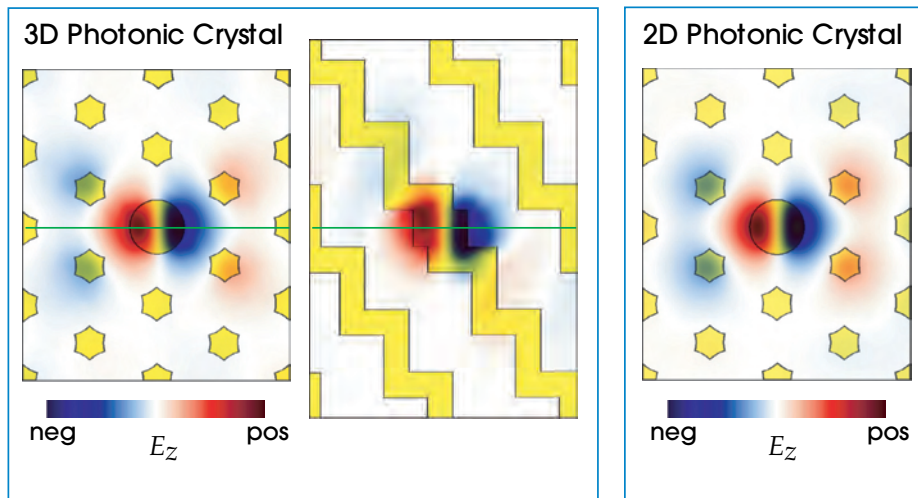 3D Photonic Crystal
neg pos
E_z
2D Photonic Crystal
neg pos
E_z